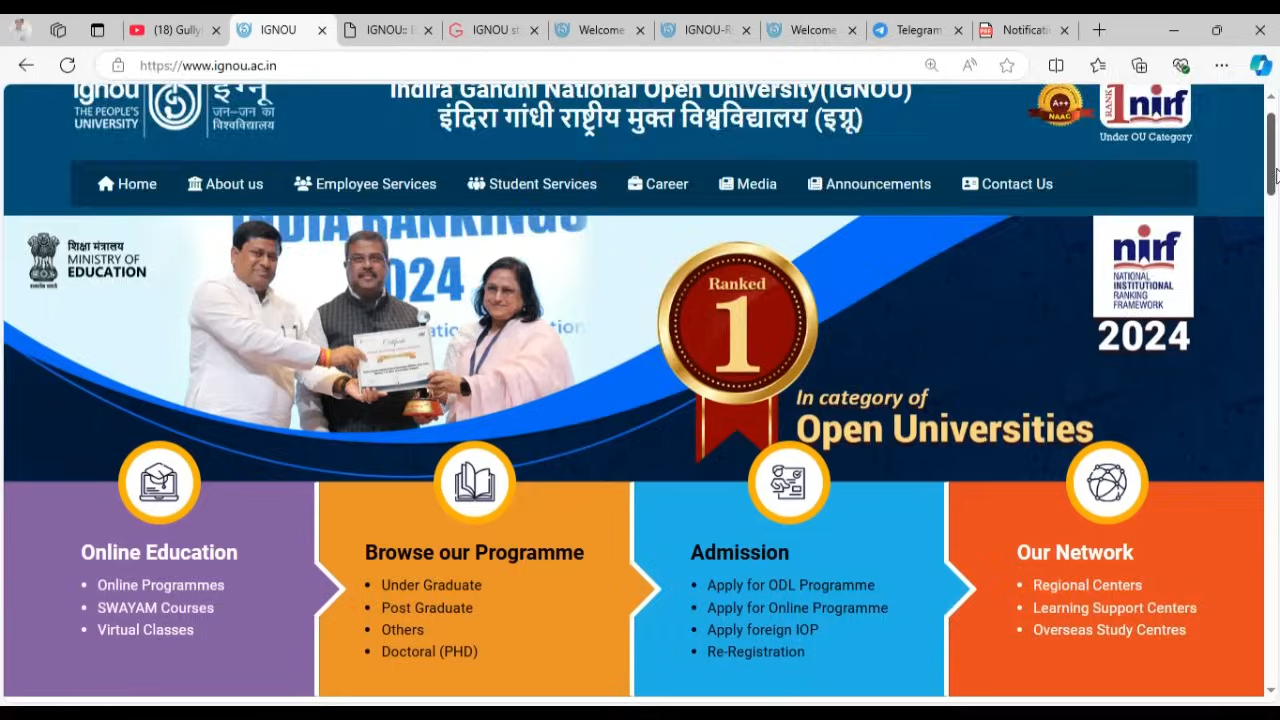 (18) Gully
IGNOU
IGNOU:: E
IGNOU st
Welcome
IGNOU-R
Welcome
Telegram
Notificati
https://www.ignou.ac.in
ignou
THE PEOPLE'S
UNIVERSITY
इग्नू
जन-जन का
विश्वविद्यालय
Indira Gandhi National Open University(IGNOU)
इंदिरा गांधी राष्ट्रीय मुक्त विश्वविद्यालय (इग्नू)
A++
NAAC
RANK
1
nirf
Under OU Category
Home
About us
Employee Services
Student Services
Career
Media
Announcements
Contact Us
शिक्षा मंत्रालय
MINISTRY OF
EDUCATION
INDIA RANKINGS
2024
Ranked
1
In category of
Open Universities
nirf
NATIONAL
INSTITUTIONAL
RANKING
FRAMEWORK
2024
Online Education
Online Programmes
SWAYAM Courses
Virtual Classes
Browse our Programme
Under Graduate
Post Graduate
Others
Doctoral (PHD)
Admission
Apply for ODL Programme
Apply for Online Programme
Apply foreign IOP
Re-Registration
Our Network
Regional Centers
Learning Support Centers
Overseas Study Centres